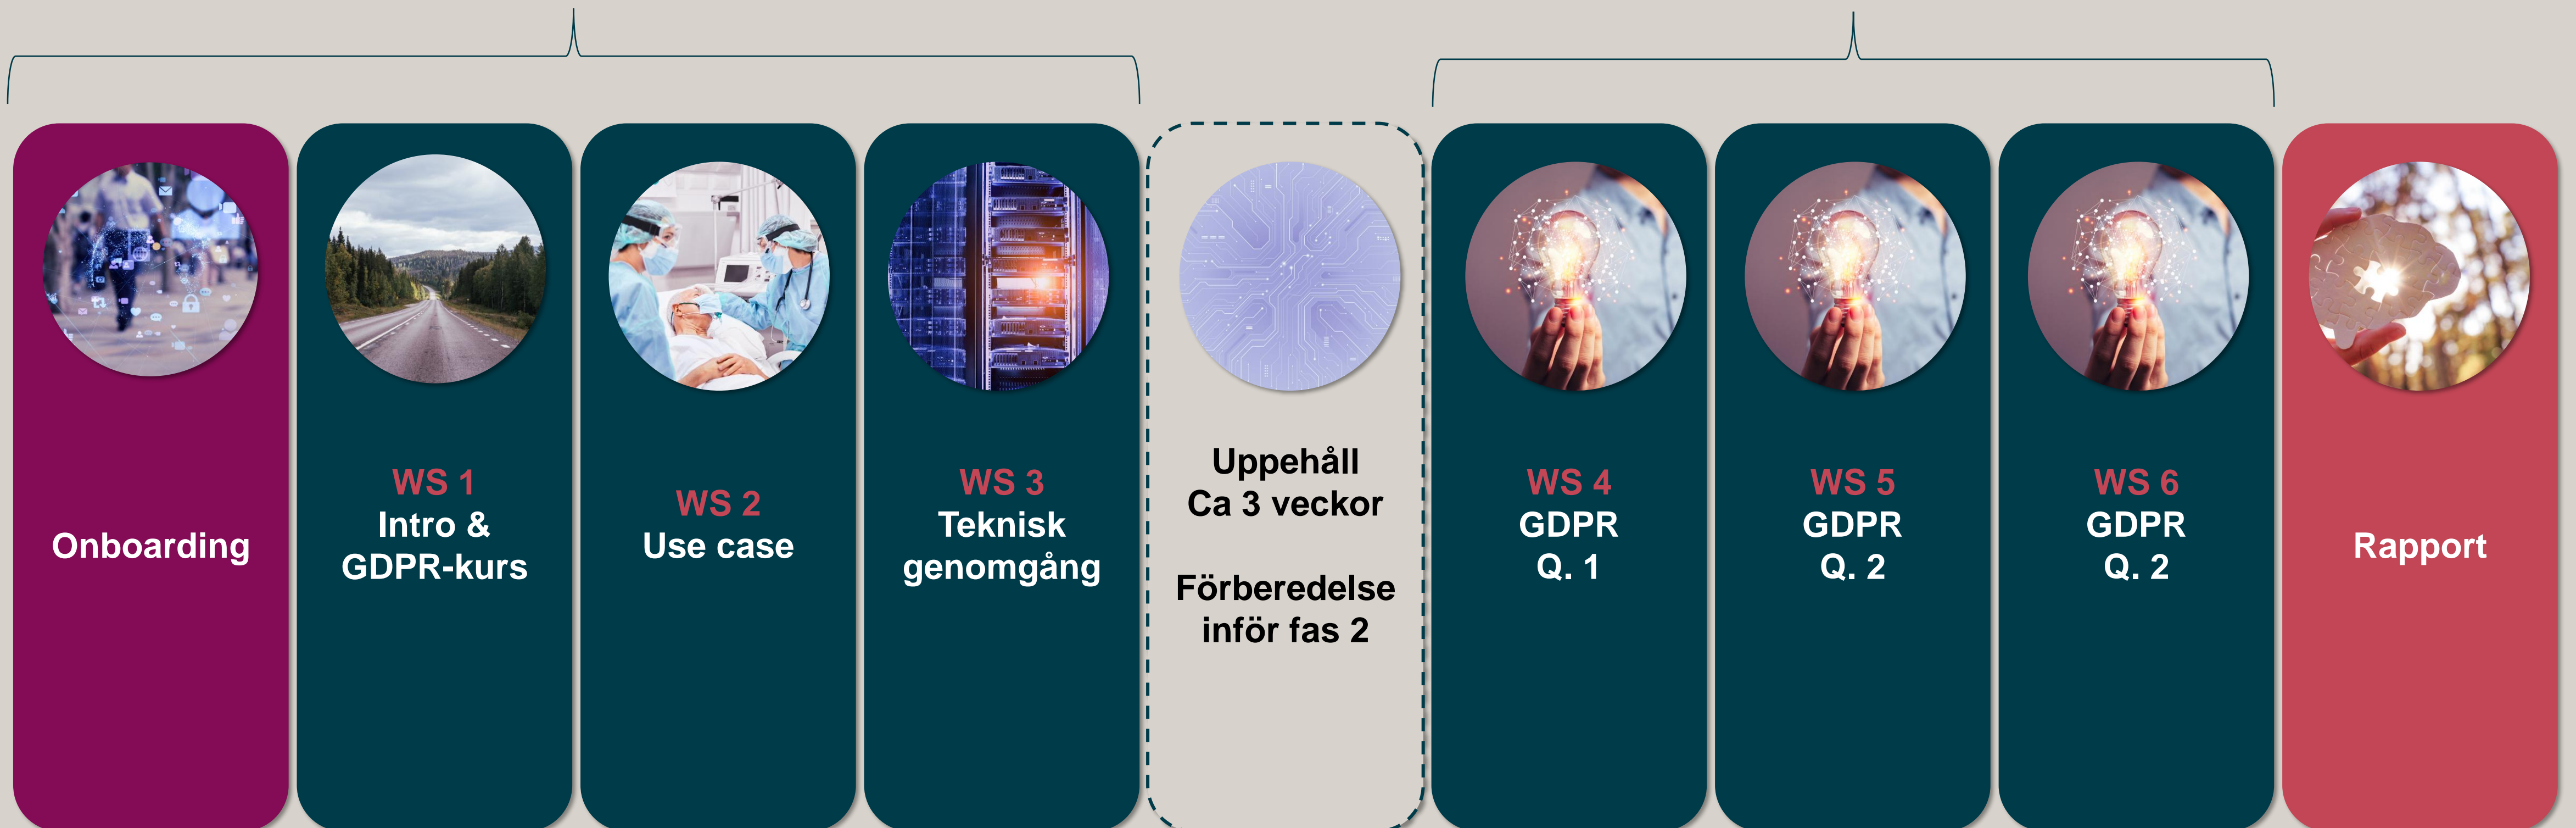 Onboarding
WS 1
Intro &
GDPR-kurs
WS 2
Use case
WS 3
Teknisk
genomgång
Uppehåll
Ca 3 veckor
Förberedelse
inför fas 2
WS 4
GDPR
Q. 1
WS 5
GDPR
Q. 2
WS 6
GDPR
Q. 2
Rapport